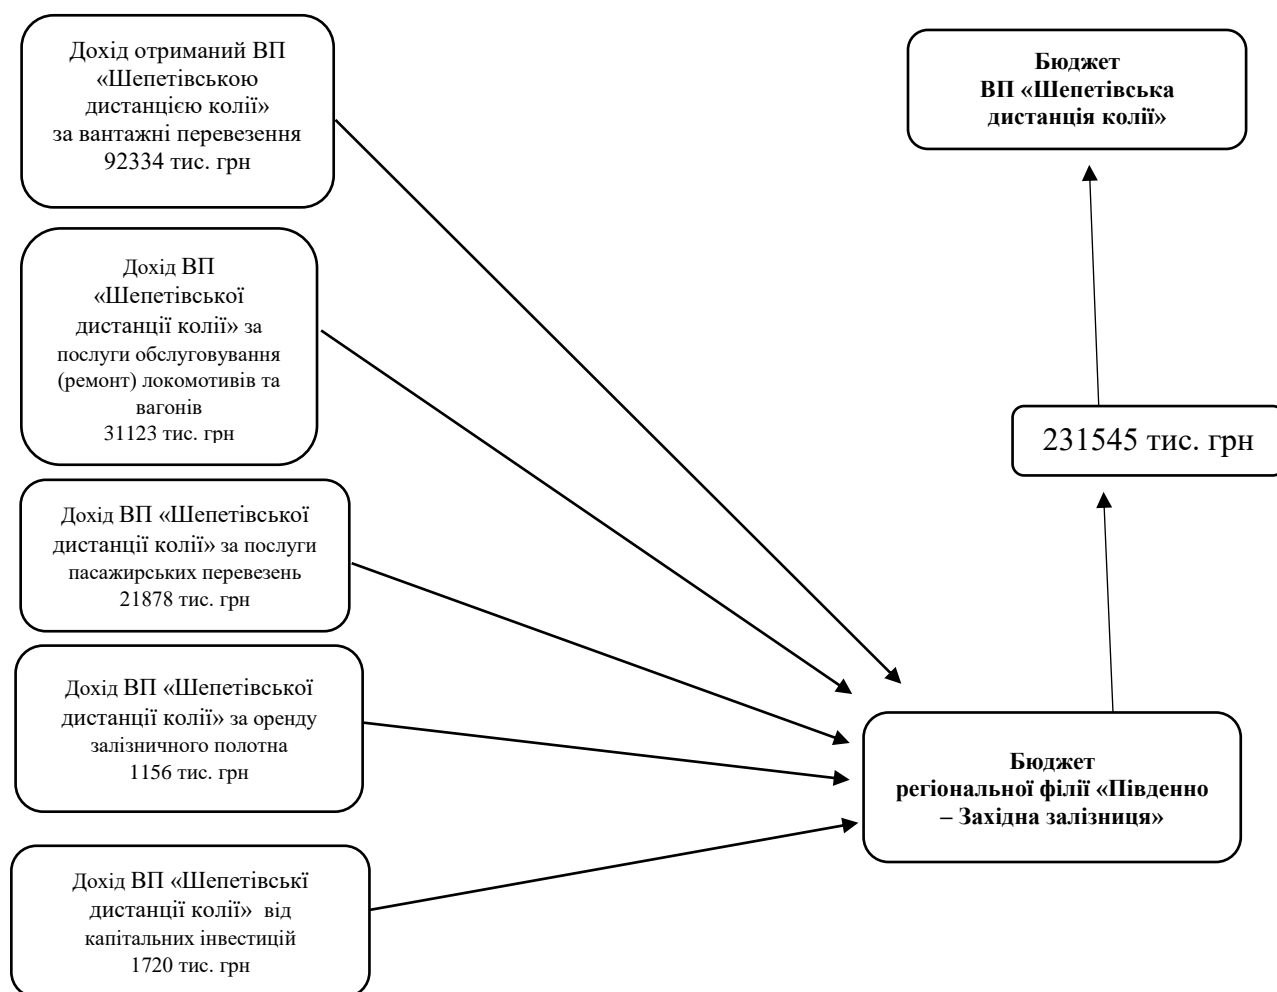 Дохід отриманий ВП
«Шепетівською
дистанцією колії»
за вантажні перевезення
92334 тис. грн
Дохід ВП
«Шепетівської
дистанції колії» за
послуги обслуговування
(ремонт) локомотивів та
вагонів
31123 тис. грн
Дохід ВП «Шепетівської
дистанції колії» за послуги
пасажирських перевезень
21878 тис. грн
Дохід ВП «Шепетівської
дистанції колії» за оренду
залізничного полотна
1156 тис. грн
Дохід ВП «Шепетівські
дистанції колії» від
капітальних інвестицій
1720 тис. грн
Бюджет
ВП «Шепетівська
дистанція колії»
231545 тис. грн
Бюджет
регіональної філії «Південно
– Західна залізниця»